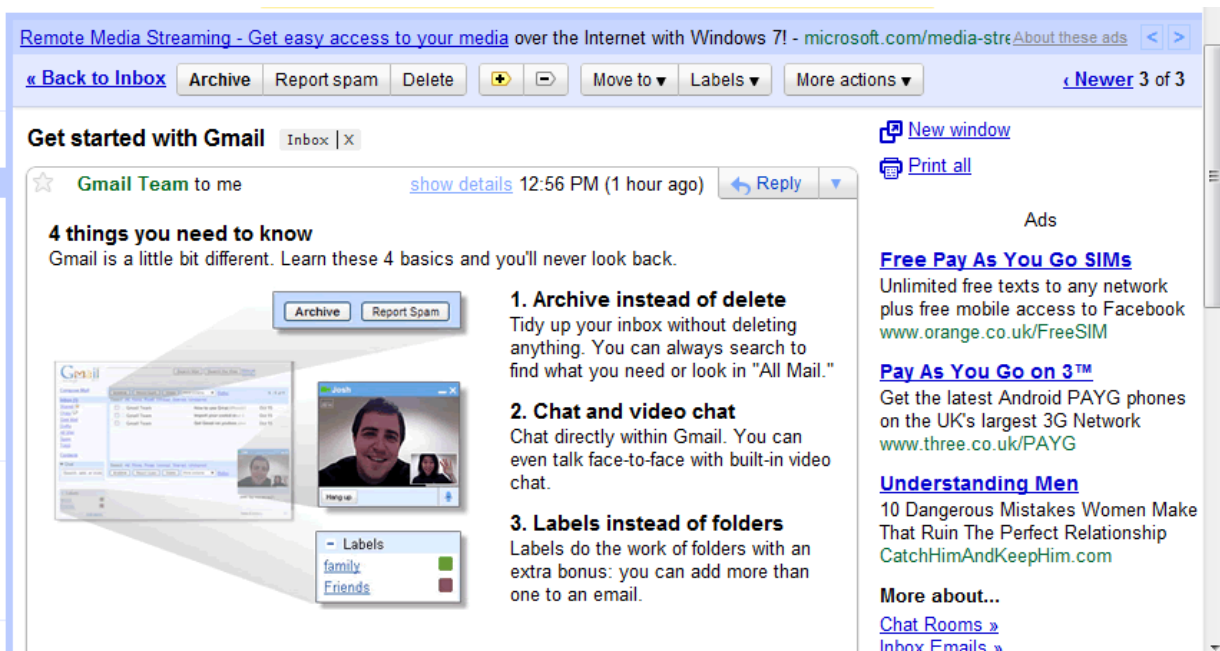 Remote Media Streaming - Get easy access to your media over the Internet with Windows 7! - microsoft.com/media-stre About these ads < >
« Back to Inbox Archive Report spam Delete Move to ▾ Labels ▾ More actions ▾ ‹ Newer 3 of 3
Get started with Gmail Inbox | X
Gmail Team to me show details 12:56 PM (1 hour ago) Reply ▾
4 things you need to know
Gmail is a little bit different. Learn these 4 basics and you'll never look back.
Archive Report Spam
Gmail
Josh
Hang up
– Labels
family
Friends
1. Archive instead of delete
Tidy up your inbox without deleting
anything. You can always search to
find what you need or look in "All Mail."
2. Chat and video chat
Chat directly within Gmail. You can
even talk face-to-face with built-in video
chat.
3. Labels instead of folders
Labels do the work of folders with an
extra bonus: you can add more than
one to an email.
New window
Print all
Ads
Free Pay As You Go SIMs
Unlimited free texts to any network
plus free mobile access to Facebook
www.orange.co.uk/FreeSIM
Pay As You Go on 3™
Get the latest Android PAYG phones
on the UK's largest 3G Network
www.three.co.uk/PAYG
Understanding Men
10 Dangerous Mistakes Women Make
That Ruin The Perfect Relationship
CatchHimAndKeepHim.com
More about...
Chat Rooms »
Inbox Emails »